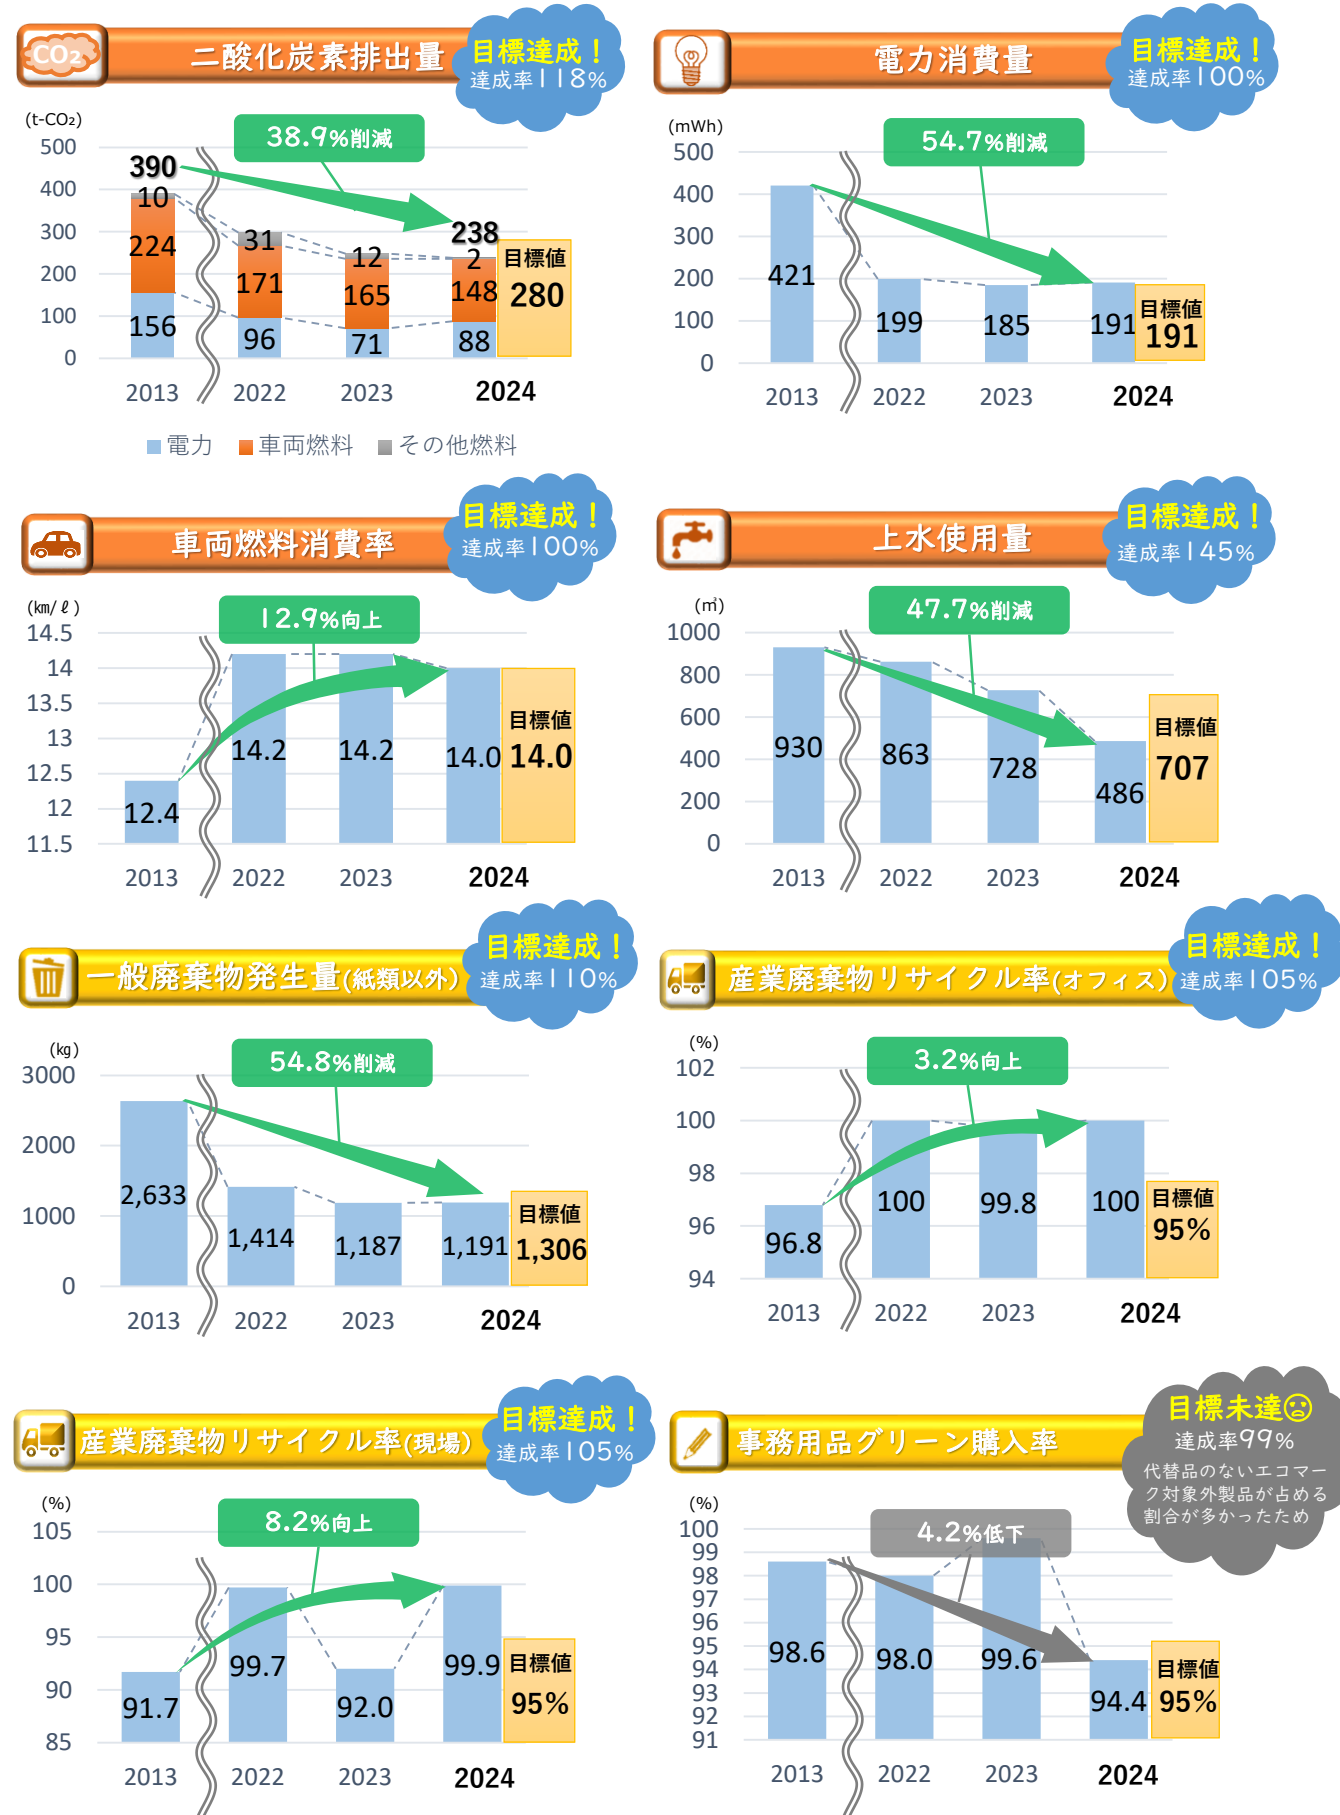 CO₂
二酸化炭素排出量
目標達成！
達成率118%
(t-CO₂)
38.9%削減
500
400
300
200
100
0
390
10
224
156
31
171
96
12
165
71
238
2
148
88
目標値
280
2013
2022
2023
2024
電力
車両燃料
その他燃料
電力消費量
目標達成！
達成率100%
(mWh)
54.7%削減
500
400
300
200
100
0
421
199
185
191
目標値
191
2013
2022
2023
2024
車両燃料消費率
目標達成！
達成率100%
(㎞/ℓ)
12.9%向上
14.5
14
13.5
13
12.5
12
11.5
12.4
14.2
14.2
14.0
目標値
14.0
2013
2022
2023
2024
上水使用量
目標達成！
達成率145%
(㎥)
47.7%削減
1000
800
600
400
200
0
930
863
728
486
目標値
707
2013
2022
2023
2024
一般廃棄物発生量(紙類以外)
目標達成！
達成率110%
(㎏)
54.8%削減
3000
2000
1000
0
2,633
1,414
1,187
1,191
目標値
1,306
2013
2022
2023
2024
産業廃棄物リサイクル率(オフィス)
目標達成！
達成率105%
(%)
3.2%向上
102
100
98
96
94
96.8
100
99.8
100
目標値
95%
2013
2022
2023
2024
産業廃棄物リサイクル率(現場)
目標達成！
達成率105%
(%)
8.2%向上
105
100
95
90
85
91.7
99.7
92.0
99.9
目標値
95%
2013
2022
2023
2024
事務用品グリーン購入率
目標未達☹
達成率99%
代替品のないエコマー
ク対象外製品が占める
割合が多かったため
(%)
4.2%低下
100
99
98
97
96
95
94
93
92
91
98.6
98.0
99.6
94.4
目標値
95%
2013
2022
2023
2024